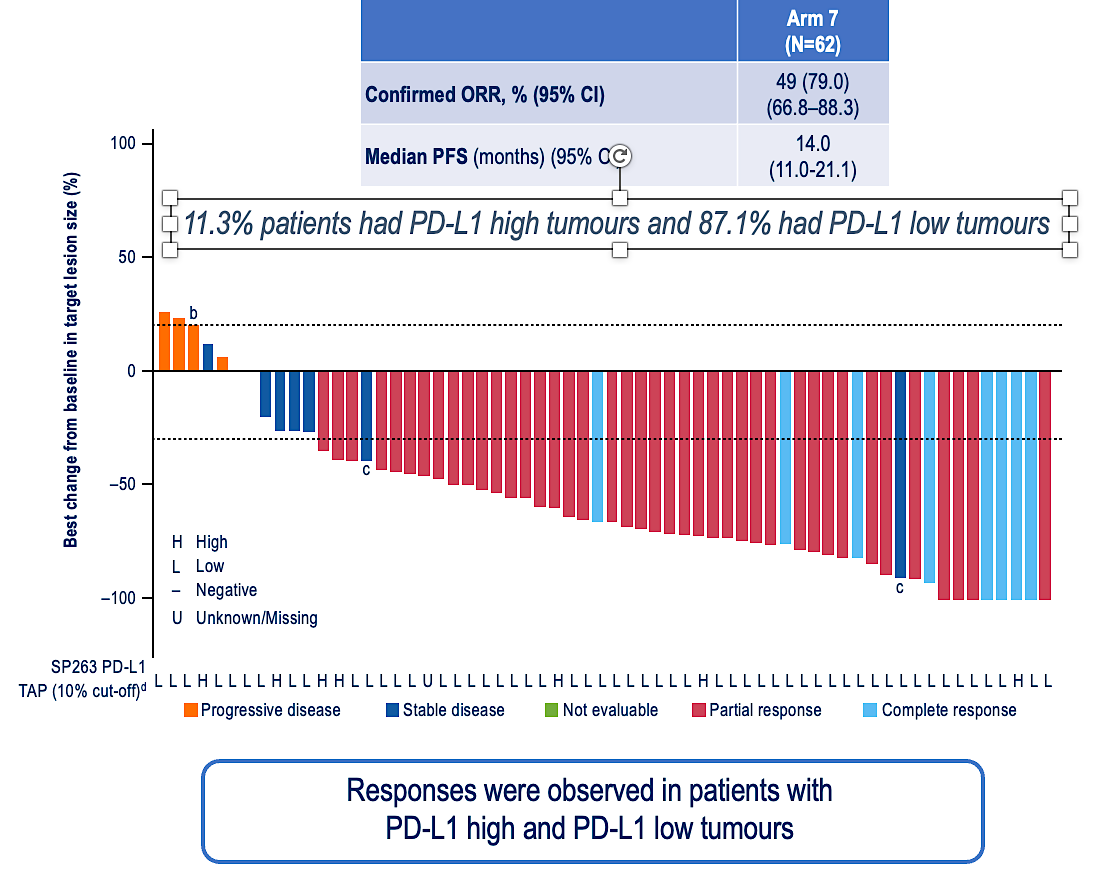 Arm 7
(N=62)
Confirmed ORR, % (95% CI)
49 (79.0)
(66.8–88.3)
Median PFS (months) (95% C
14.0
(11.0-21.1)
11.3% patients had PD-L1 high tumours and 87.1% had PD-L1 low tumours
Best change from baseline in target lesion size (%)
100
50
0
–50
–100
b
c
c
H High
L Low
– Negative
U Unknown/Missing
SP263 PD-L1
TAP (10% cut-off)d
L L L H L L L L H L L H H L L L L L U L L L L L L L L H L L L L L L L L L H L L L L L L L L L L L L L L L L L L L L L H L L
Progressive disease
Stable disease
Not evaluable
Partial response
Complete response
Responses were observed in patients with
PD-L1 high and PD-L1 low tumours